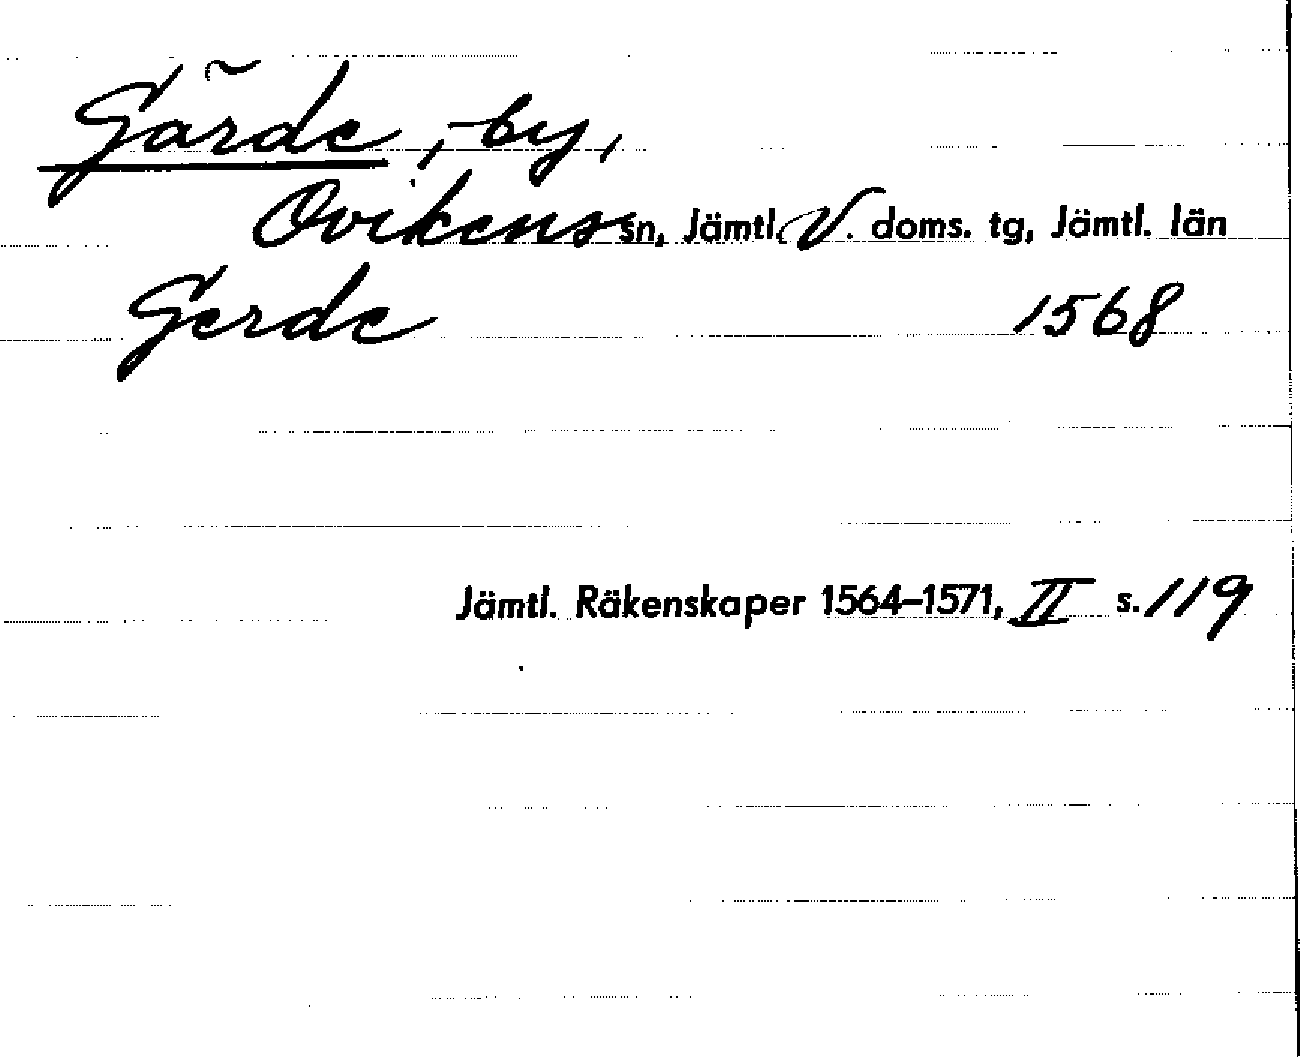 Gärde, by,
Ovikens sn, Jämtl. V. doms. tg, Jämtl. län
Gerde 1568
Jämtl. Räkenskaper 1564–1571, II s. 119